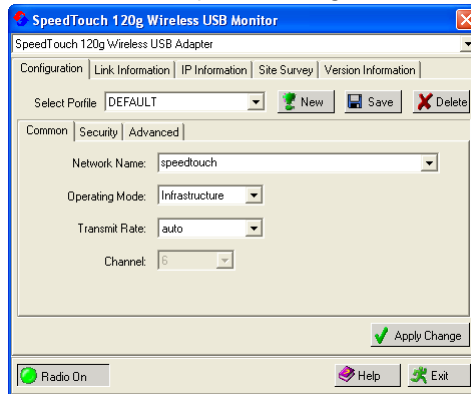 SpeedTouch 120g Wireless USB Monitor
SpeedTouch 120g Wireless USB Adapter
Configuration Link Information IP Information Site Survey Version Information
Select Porfile DEFAULT New Save Delete
Common Security Advanced
Network Name: speedtouch
Operating Mode: Infrastructure
Transmit Rate: auto
Channel: 6
Apply Change
Radio On Help Exit